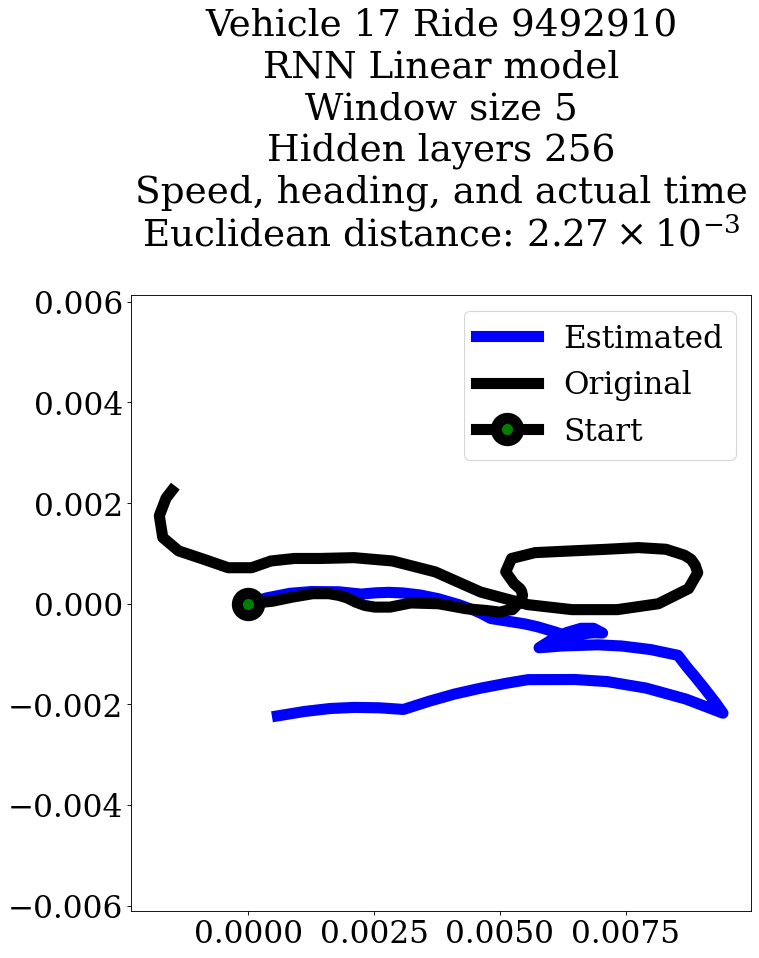 Vehicle 17 Ride 9492910
RNN Linear model
Window size 5
Hidden layers 256
Speed, heading, and actual time
Euclidean distance: 2.27 × 10⁻³
0.006
0.004
0.002
0.000
−0.002
−0.004
−0.006
Estimated
Original
Start
0.0000 0.0025 0.0050 0.0075